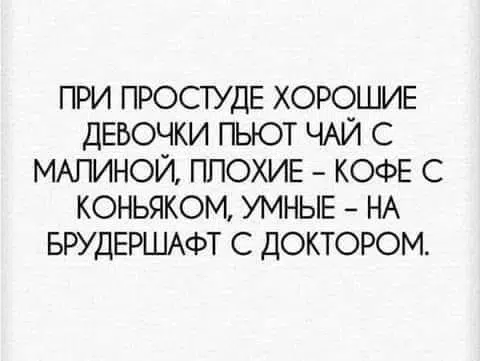 ПРИ ПРОСТУДЕ ХОРОШИЕ
ДЕВОЧКИ ПЬЮТ ЧАЙ С
МАЛИНОЙ, ПЛОХИЕ – КОФЕ С
КОНЬЯКОМ, УМНЫЕ – НА
БРУДЕРШАФТ С ДОКТОРОМ.